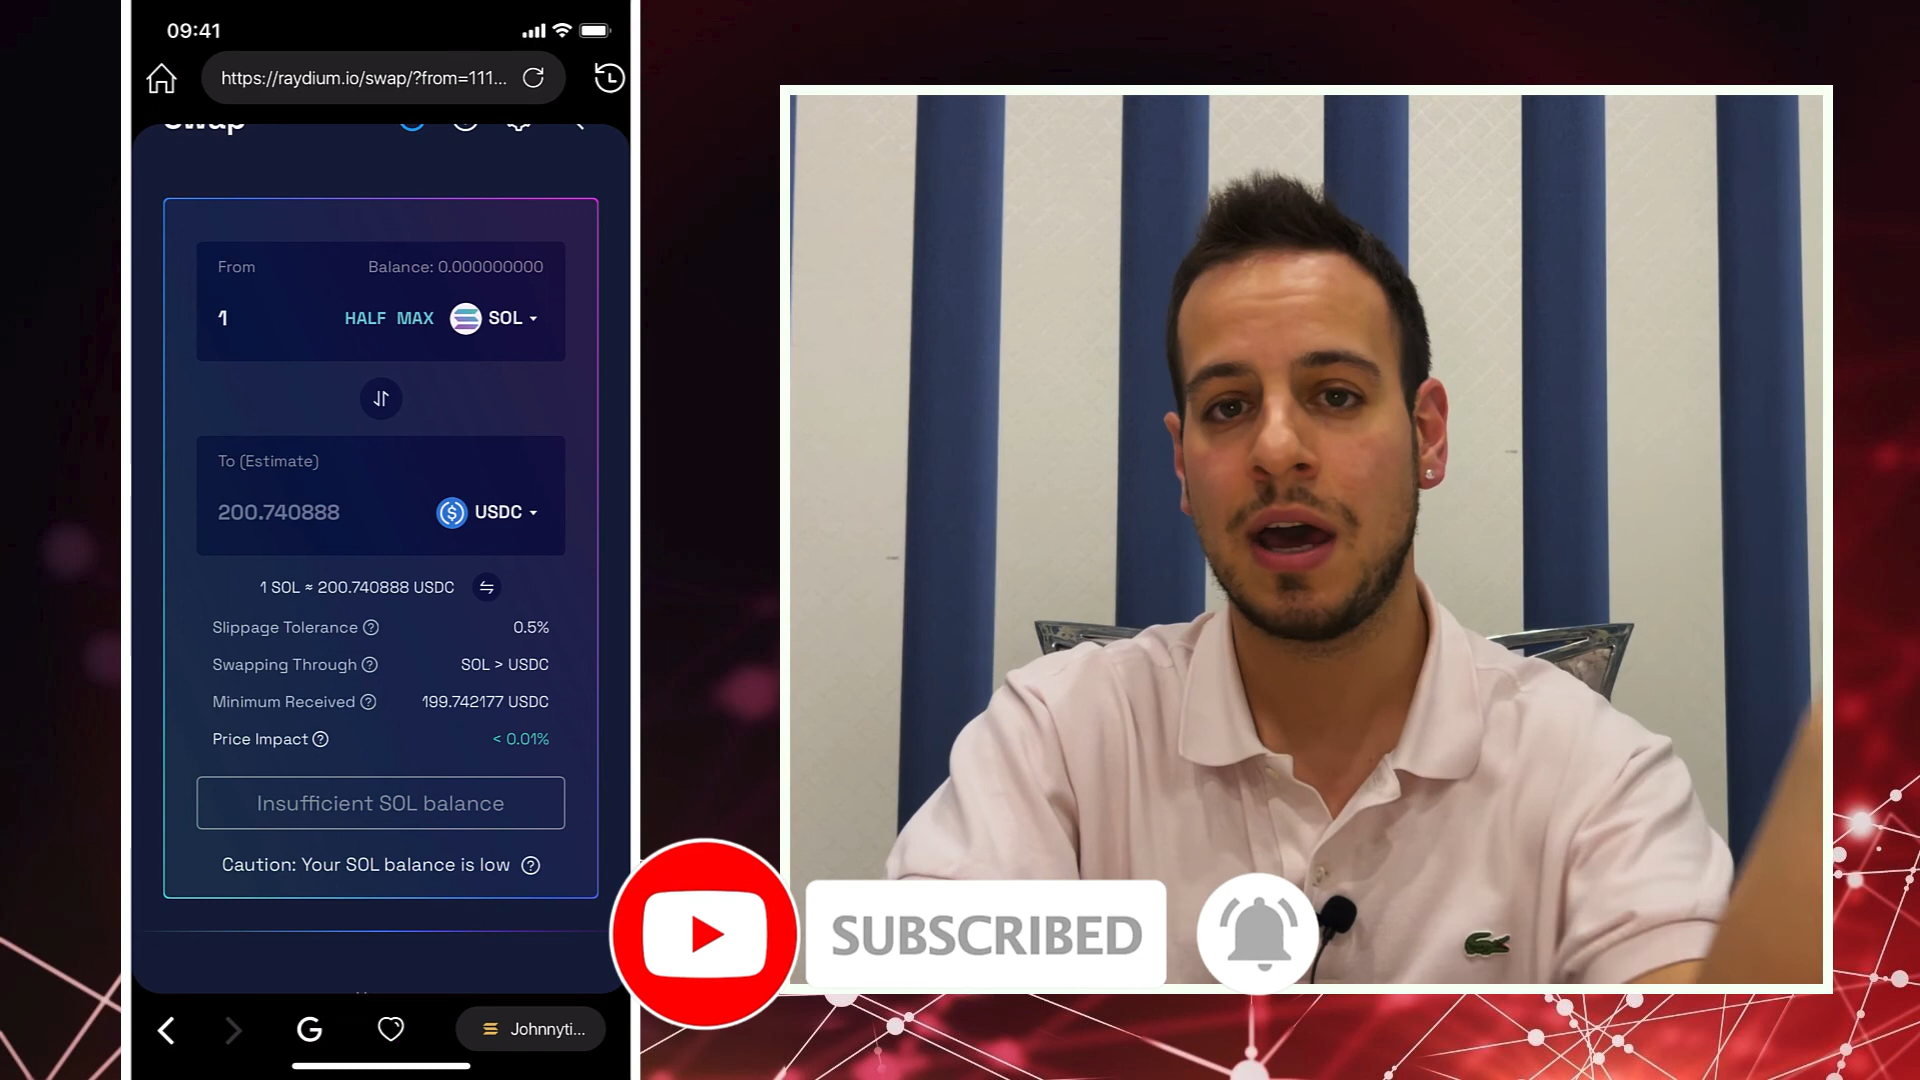 09:41
https://raydium.io/swap/?from=111...
Swap
From
Balance: 0.000000000
1
HALF MAX SOL
To (Estimate)
200.740888
USDC
1 SOL ≈ 200.740888 USDC
Slippage Tolerance
0.5%
Swapping Through
SOL > USDC
Minimum Received
199.742177 USDC
Price Impact
< 0.01%
Insufficient SOL balance
Caution: Your SOL balance is low
G
Johnnyti...
SUBSCRIBED